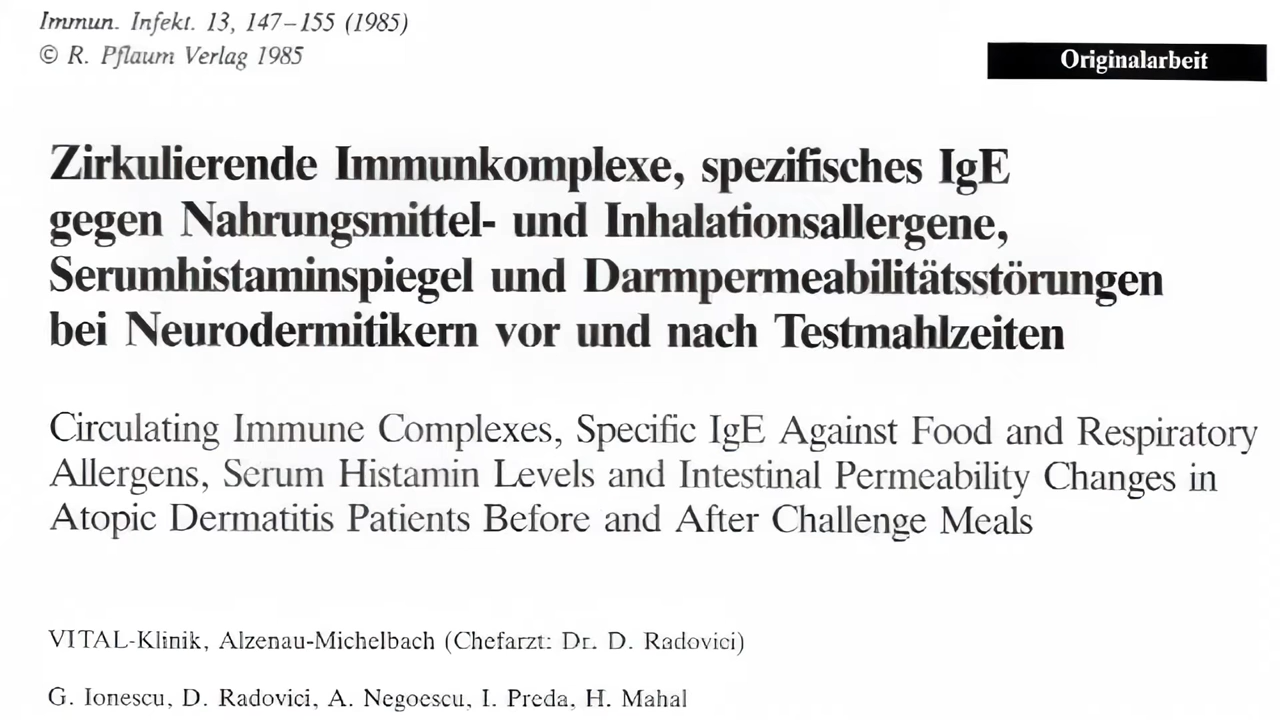 Immun. Infekt. 13, 147–155 (1985)
© R. Pflaum Verlag 1985
Originalarbeit
Zirkulierende Immunkomplexe, spezifisches IgE
gegen Nahrungsmittel- und Inhalationsallergene,
Serumhistaminspiegel und Darmpermeabilitätsstörungen
bei Neurodermitikern vor und nach Testmahlzeiten
Circulating Immune Complexes, Specific IgE Against Food and Respiratory
Allergens, Serum Histamin Levels and Intestinal Permeability Changes in
Atopic Dermatitis Patients Before and After Challenge Meals
VITAL-Klinik, Alzenau-Michelbach (Chefarzt: Dr. D. Radovici)
G. Ionescu, D. Radovici, A. Negoescu, I. Preda, H. Mahal